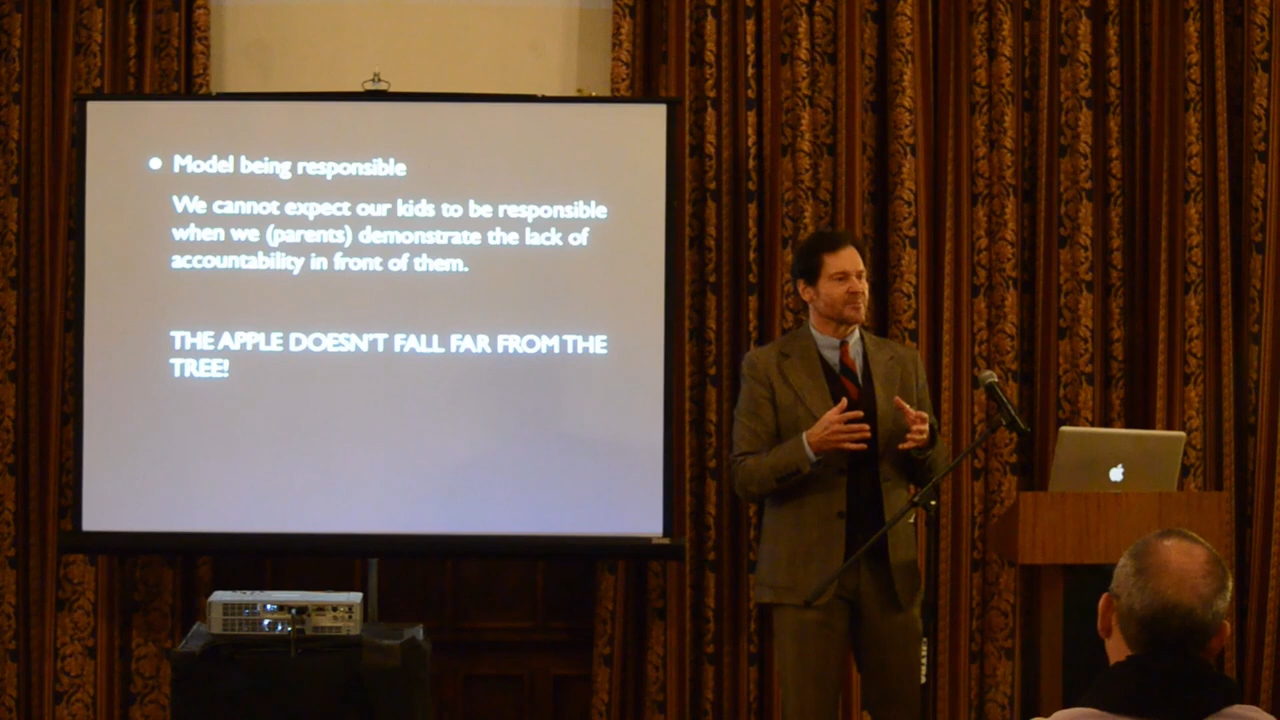 • Model being responsible
We cannot expect our kids to be responsible
when we (parents) demonstrate the lack of
accountability in front of them.
THE APPLE DOESN'T FALL FAR FROM THE
TREE!